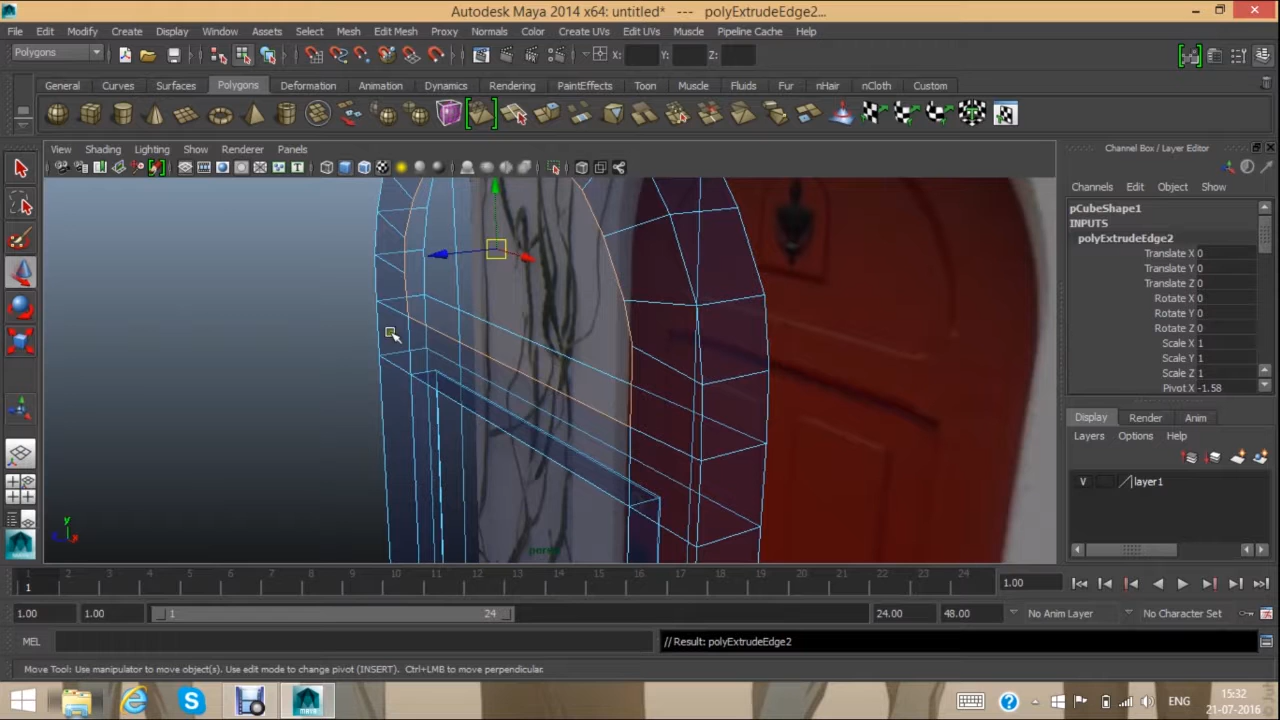 Autodesk Maya 2014 x64: untitled* --- polyExtrudeEdge2...
File Edit Modify Create Display Window Assets Select Mesh Edit Mesh Proxy Normals Color Create UVs Edit UVs Muscle Pipeline Cache Help
Polygons X: Y: Z:
General Curves Surfaces Polygons Deformation Animation Dynamics Rendering PaintEffects Toon Muscle Fluids Fur nHair nCloth Custom
View Shading Lighting Show Renderer Panels
Channel Box / Layer Editor
Channels Edit Object Show
pCubeShape1
INPUTS
polyExtrudeEdge2
Translate X 0
Translate Y 0
Translate Z 0
Rotate X 0
Rotate Y 0
Rotate Z 0
Scale X 1
Scale Y 1
Scale Z 1
Pivot X -1.58
Display Render Anim
Layers Options Help
V layer1
y
x
1 2 3 4 5 6 7 8 9 10 11 12 13 14 15 16 17 18 19 20 21 22 23 24
1
1.00
1.00 1.00 1 24 24.00 48.00 No Anim Layer No Character Set
MEL // Result: polyExtrudeEdge2
Move Tool: Use manipulator to move object(s). Use edit mode to change pivot (INSERT). Ctrl+LMB to move perpendicular.
ENG
15:32
21-07-2016